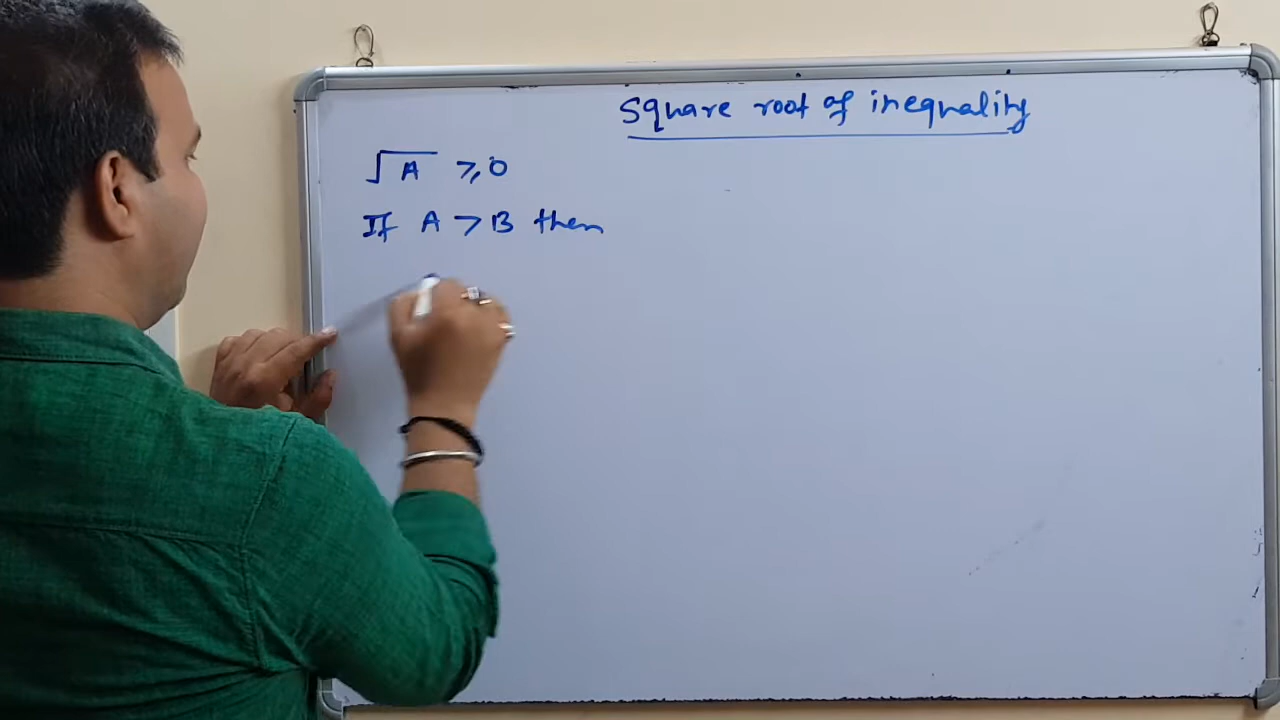 Square root of inequality
√A ≥ 0
If A > B then